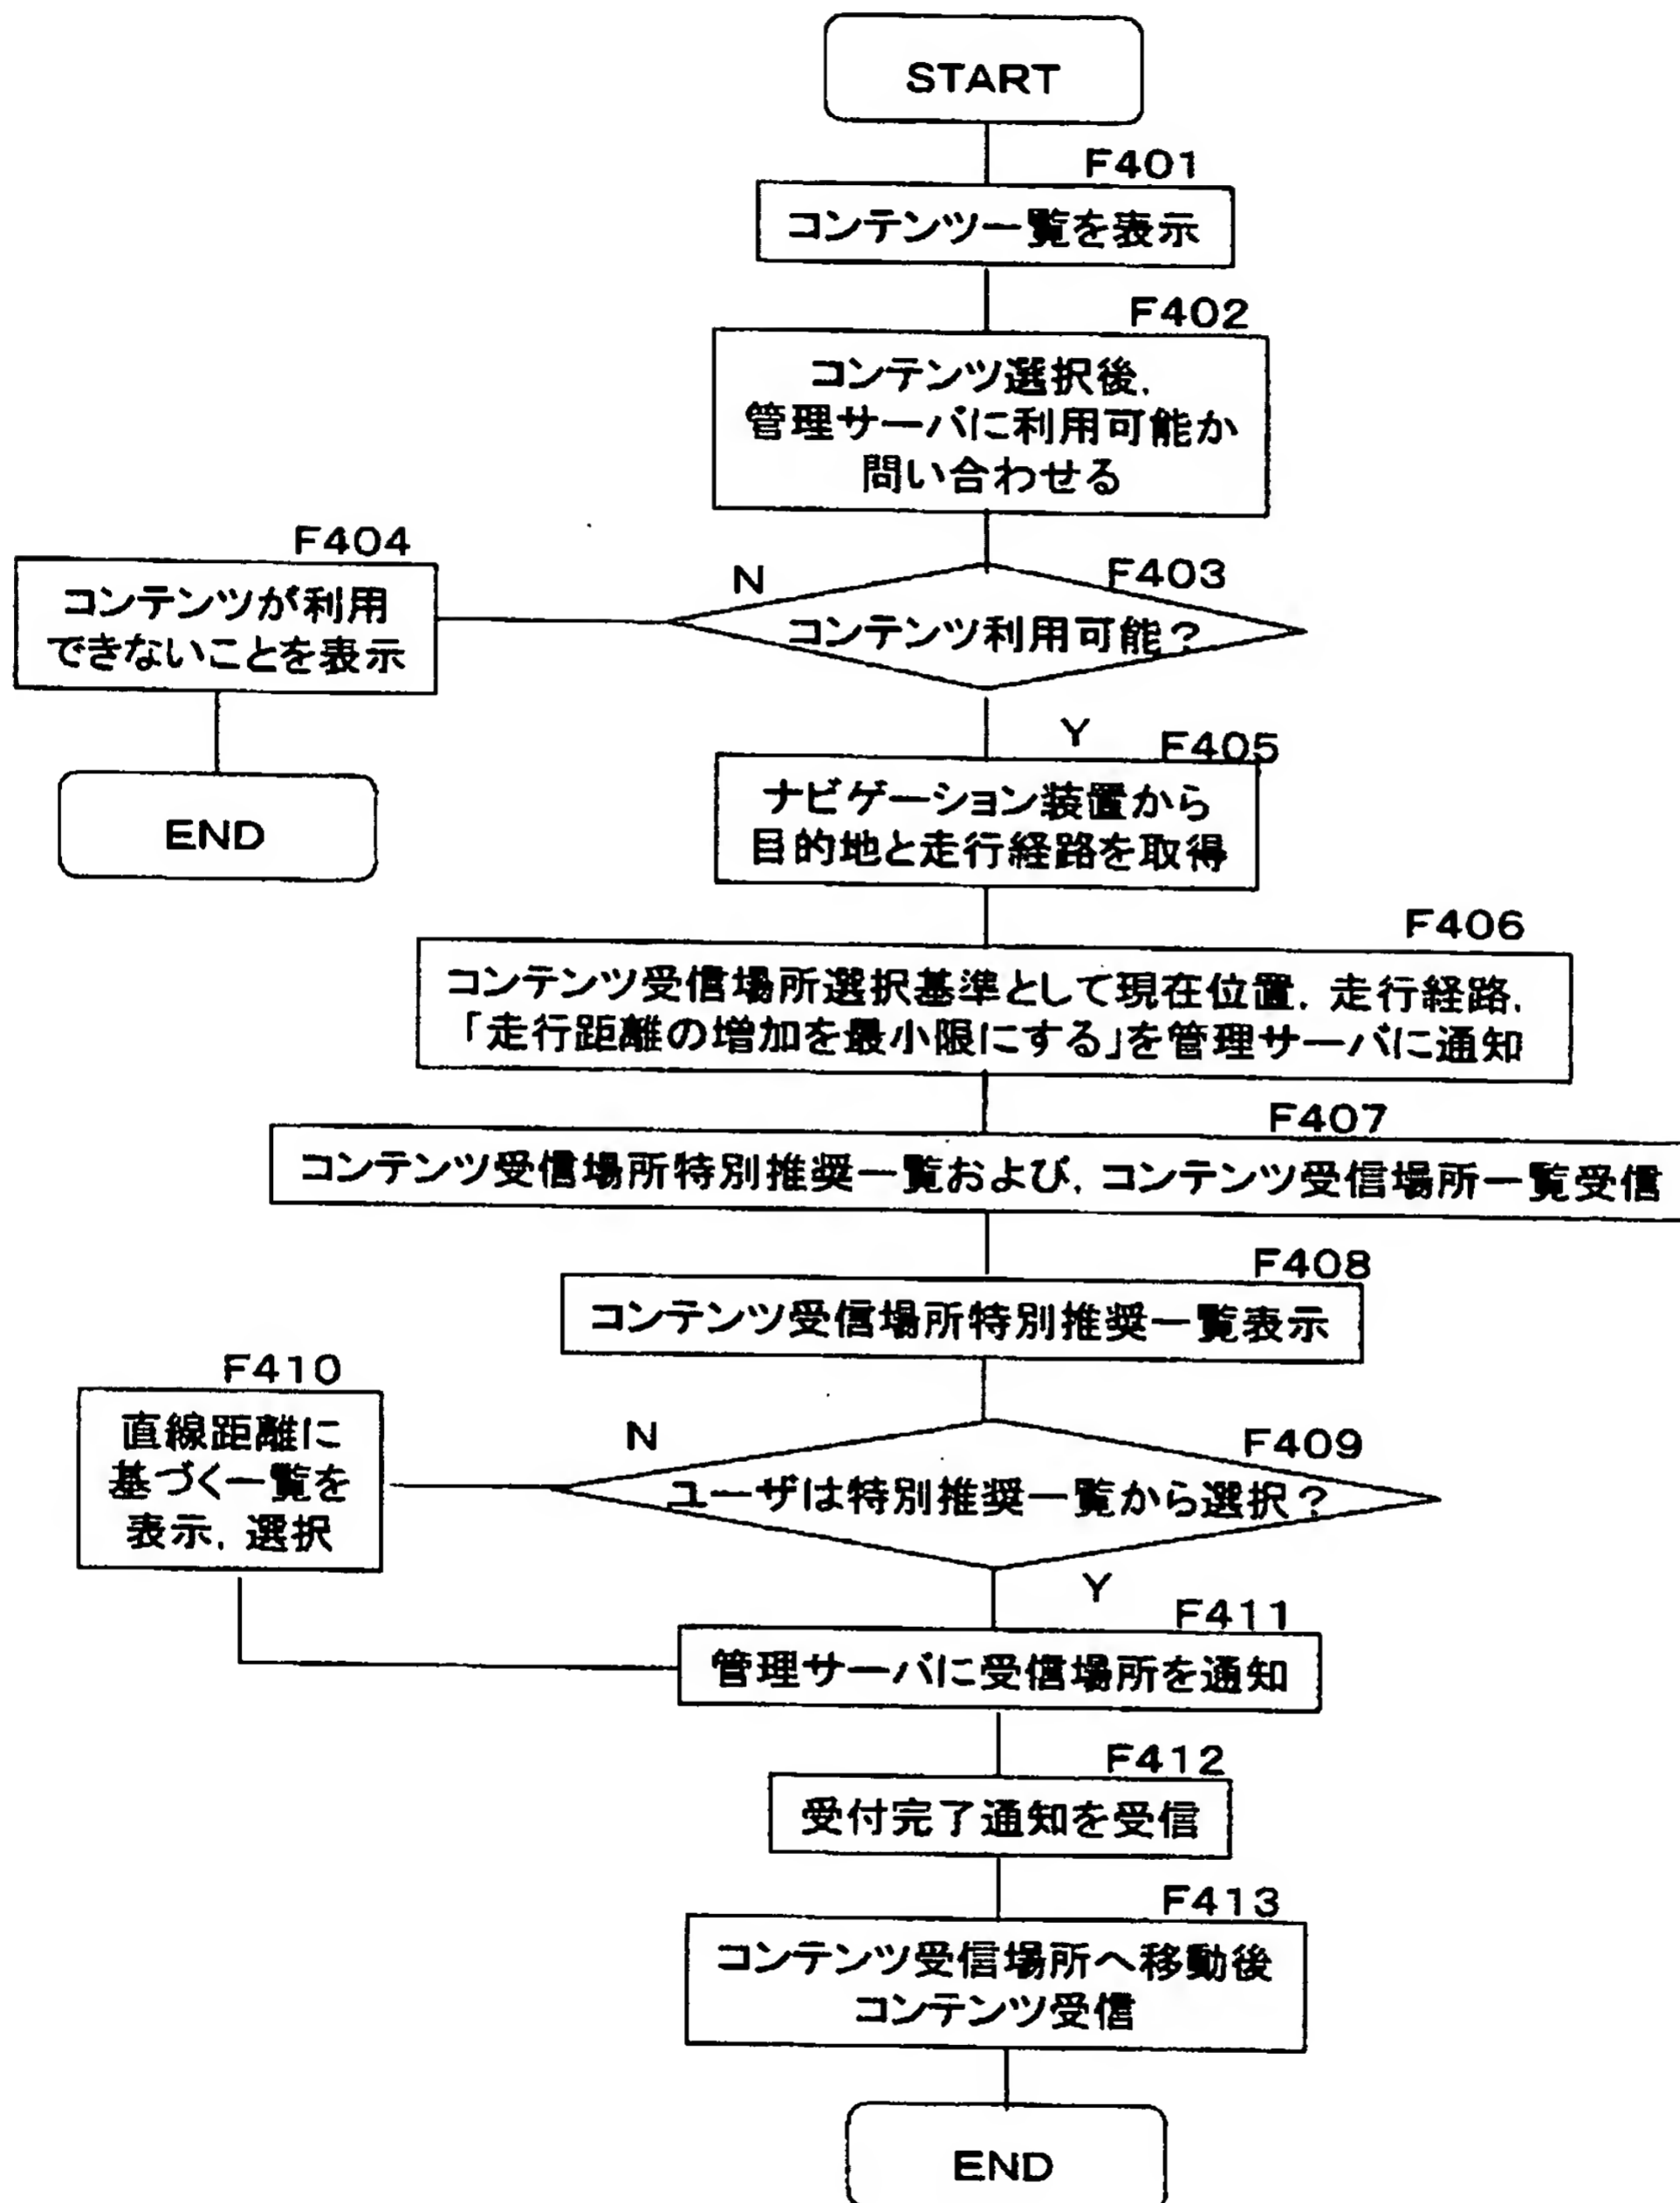 START
F401
コンテンツ一覧を表示
F402
コンテンツ選択後,
管理サーバに利用可能か
問い合わせる
F403
N
コンテンツ利用可能？
F404
コンテンツが利用
できないことを表示
END
Y
F405
ナビゲーション装置から
目的地と走行経路を取得
F406
コンテンツ受信場所選択基準として現在位置, 走行経路,
「走行距離の増加を最小限にする」を管理サーバに通知
F407
コンテンツ受信場所特別推奨一覧および, コンテンツ受信場所一覧受信
F408
コンテンツ受信場所特別推奨一覧表示
F409
N
ユーザは特別推奨一覧から選択？
F410
直線距離に
基づく一覧を
表示, 選択
Y
F411
管理サーバに受信場所を通知
F412
受付完了通知を受信
F413
コンテンツ受信場所へ移動後
コンテンツ受信
END